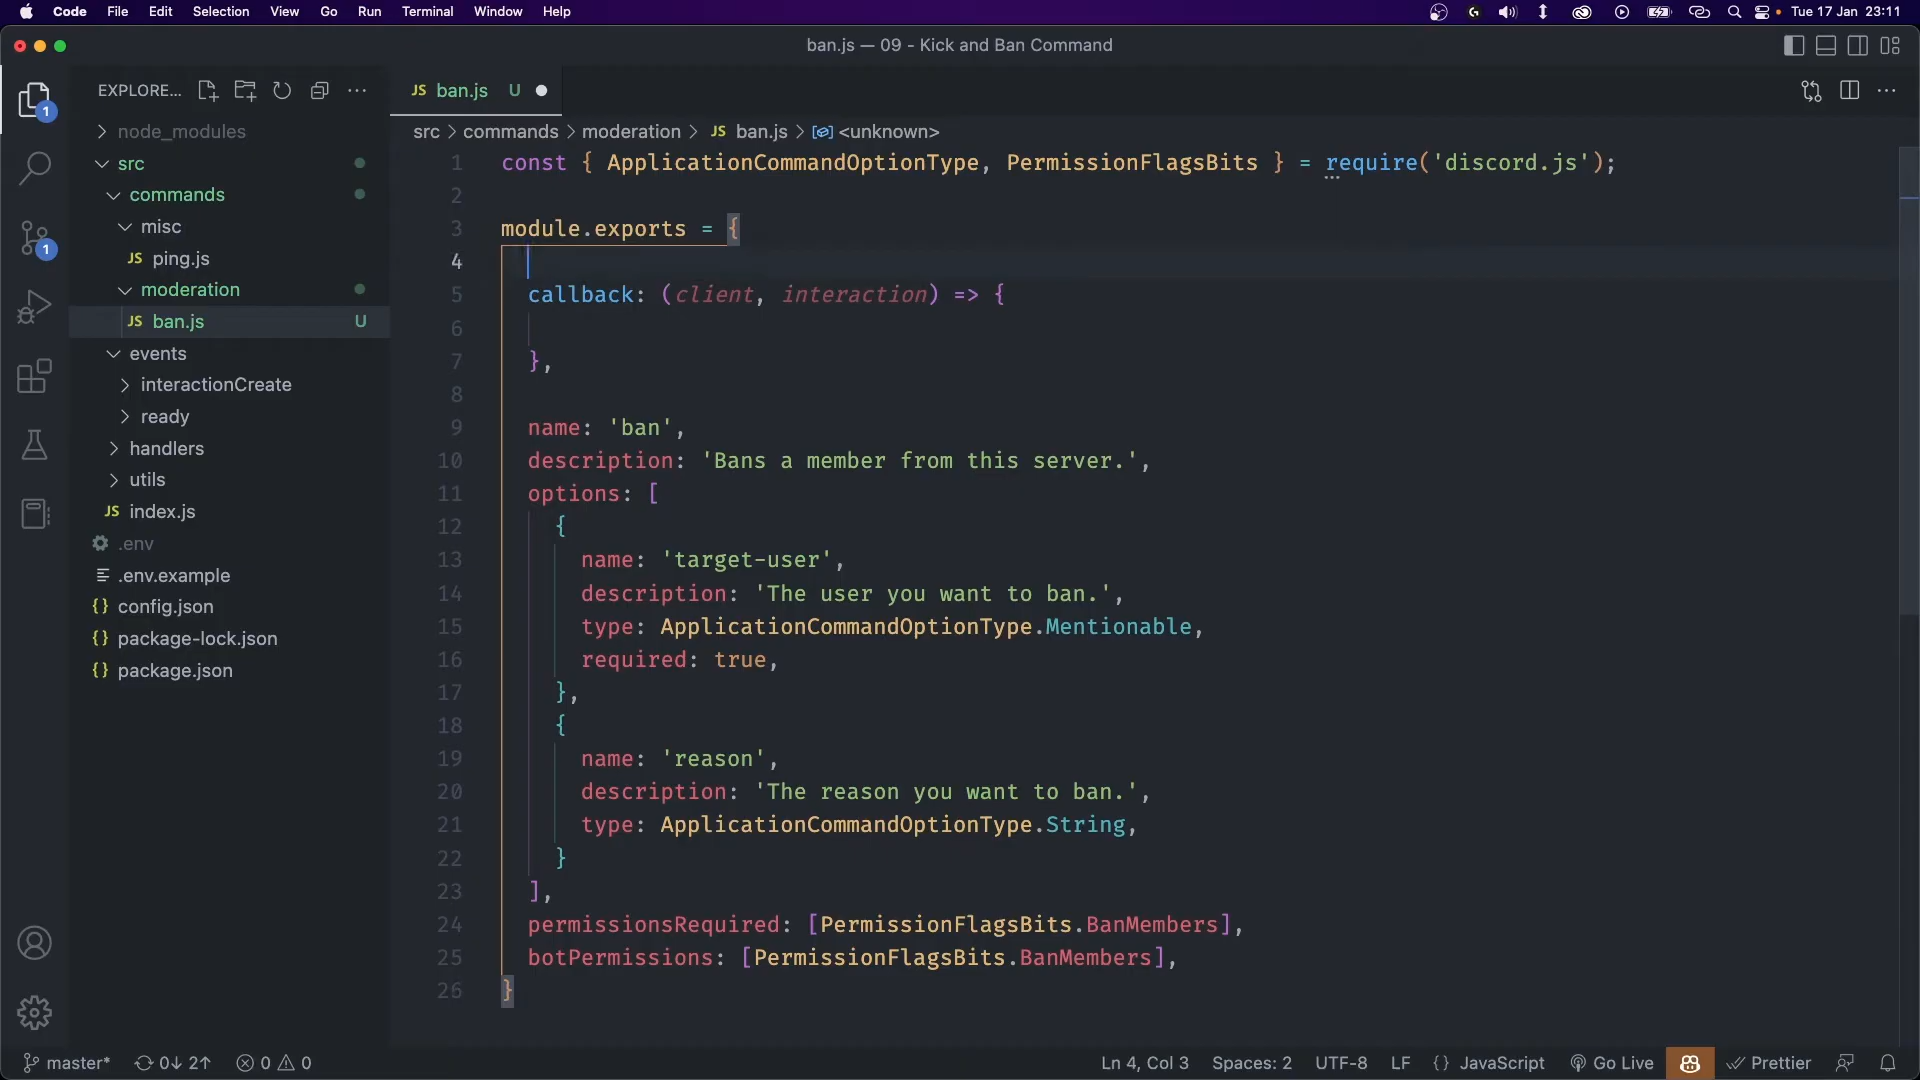 Code File Edit Selection View Go Run Terminal Window Help Tue 17 Jan 23:11
ban.js — 09 - Kick and Ban Command
EXPLORE...
1
node_modules
src
commands
misc
JS ping.js
1
moderation
JS ban.js U
events
interactionCreate
ready
handlers
utils
JS index.js
.env
.env.example
{} config.json
{} package-lock.json
{} package.json
JS ban.js U
src > commands > moderation > JS ban.js > <unknown>
1 const { ApplicationCommandOptionType, PermissionFlagsBits } = require('discord.js');
2
3 module.exports = {
4
5 callback: (client, interaction) => {
6
7 },
8
9 name: 'ban',
10 description: 'Bans a member from this server.',
11 options: [
12 {
13 name: 'target-user',
14 description: 'The user you want to ban.',
15 type: ApplicationCommandOptionType.Mentionable,
16 required: true,
17 },
18 {
19 name: 'reason',
20 description: 'The reason you want to ban.',
21 type: ApplicationCommandOptionType.String,
22 }
23 ],
24 permissionsRequired: [PermissionFlagsBits.BanMembers],
25 botPermissions: [PermissionFlagsBits.BanMembers],
26 }
master* 0↓ 2↑ 0 0 Ln 4, Col 3 Spaces: 2 UTF-8 LF {} JavaScript Go Live Prettier